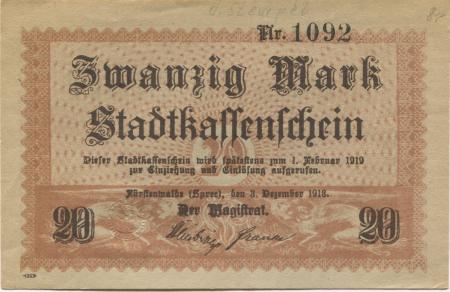 Nr. 1092
Zwanzig Mark
Stadtkassenschein
20
Dieser Stadtkassenschein wird spätestens zum 1. Februar 1919
zur Einziehung und Einlösung aufgerufen.
Fürstenwalde (Spree), den 3. Dezember 1918.
Der Magistrat.
20 20